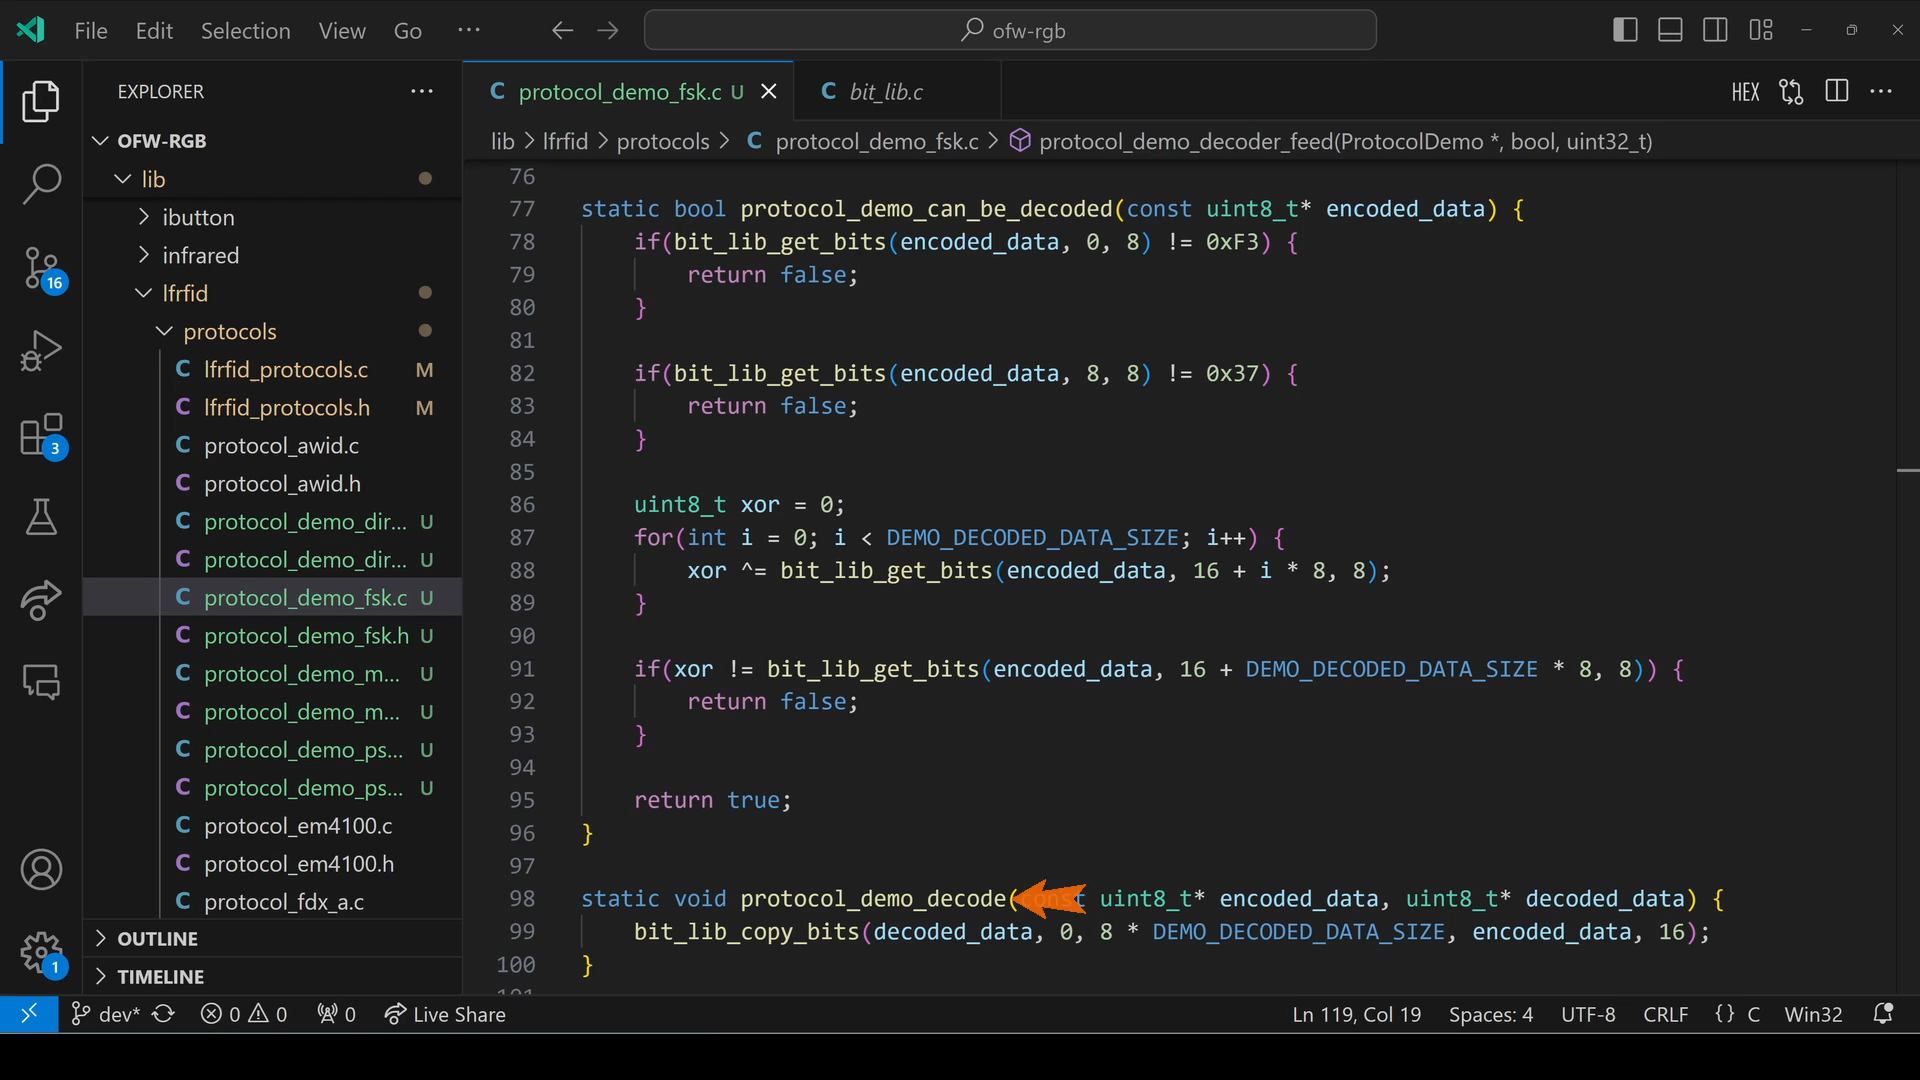 File Edit Selection View Go ··· ofw-rgb
EXPLORER ···
OFW-RGB
lib
ibutton
infrared
lfrfid
protocols
lfrfid_protocols.c M
lfrfid_protocols.h M
protocol_awid.c
protocol_awid.h
protocol_demo_dir... U
protocol_demo_dir... U
protocol_demo_fsk.c U
protocol_demo_fsk.h U
protocol_demo_m... U
protocol_demo_m... U
protocol_demo_ps... U
protocol_demo_ps... U
protocol_em4100.c
protocol_em4100.h
protocol_fdx_a.c
OUTLINE
TIMELINE
16
3
1
C protocol_demo_fsk.c U C bit_lib.c HEX ···
lib > lfrfid > protocols > C protocol_demo_fsk.c > protocol_demo_decoder_feed(ProtocolDemo *, bool, uint32_t)
76
77 static bool protocol_demo_can_be_decoded(const uint8_t* encoded_data) {
78 if(bit_lib_get_bits(encoded_data, 0, 8) != 0xF3) {
79 return false;
80 }
81
82 if(bit_lib_get_bits(encoded_data, 8, 8) != 0x37) {
83 return false;
84 }
85
86 uint8_t xor = 0;
87 for(int i = 0; i < DEMO_DECODED_DATA_SIZE; i++) {
88 xor ^= bit_lib_get_bits(encoded_data, 16 + i * 8, 8);
89 }
90
91 if(xor != bit_lib_get_bits(encoded_data, 16 + DEMO_DECODED_DATA_SIZE * 8, 8)) {
92 return false;
93 }
94
95 return true;
96 }
97
98 static void protocol_demo_decode(const uint8_t* encoded_data, uint8_t* decoded_data) {
99 bit_lib_copy_bits(decoded_data, 0, 8 * DEMO_DECODED_DATA_SIZE, encoded_data, 16);
100 }
101
dev* 0 0 0 Live Share Ln 119, Col 19 Spaces: 4 UTF-8 CRLF {} C Win32